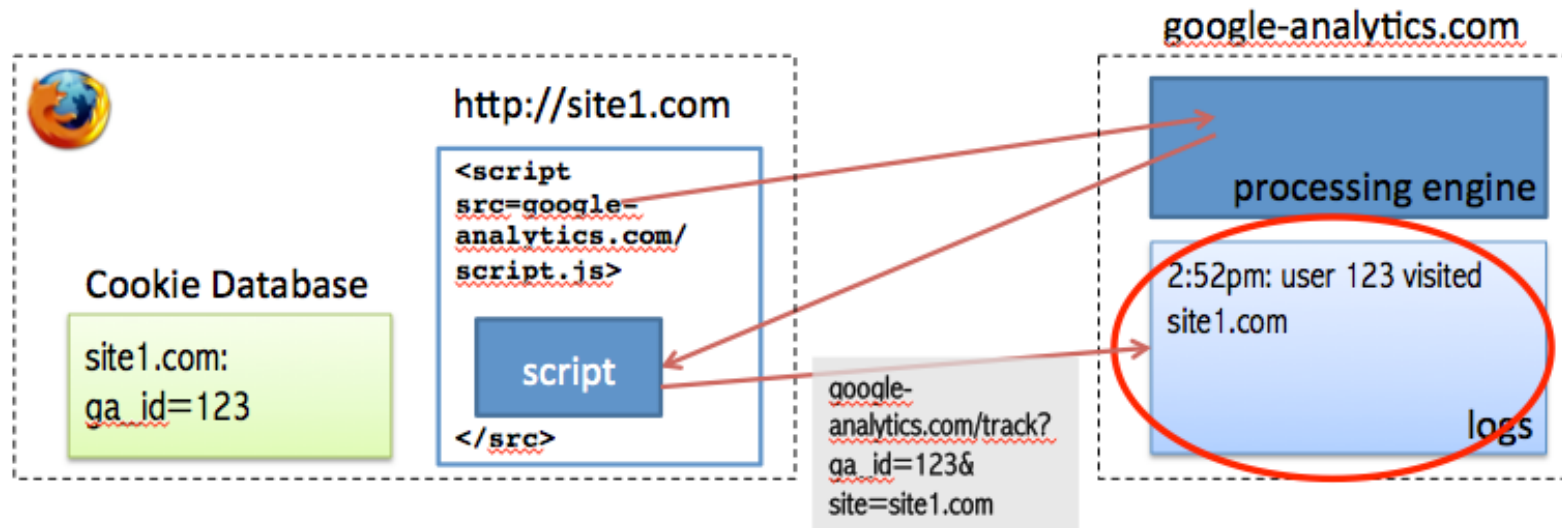 google-analytics.com
http://site1.com
<script
src=google-
analytics.com/
script.js>
script
</src>
Cookie Database
site1.com:
ga_id=123
google-
analytics.com/track?
ga_id=123&
site=site1.com
processing engine
2:52pm: user 123 visited
site1.com
logs